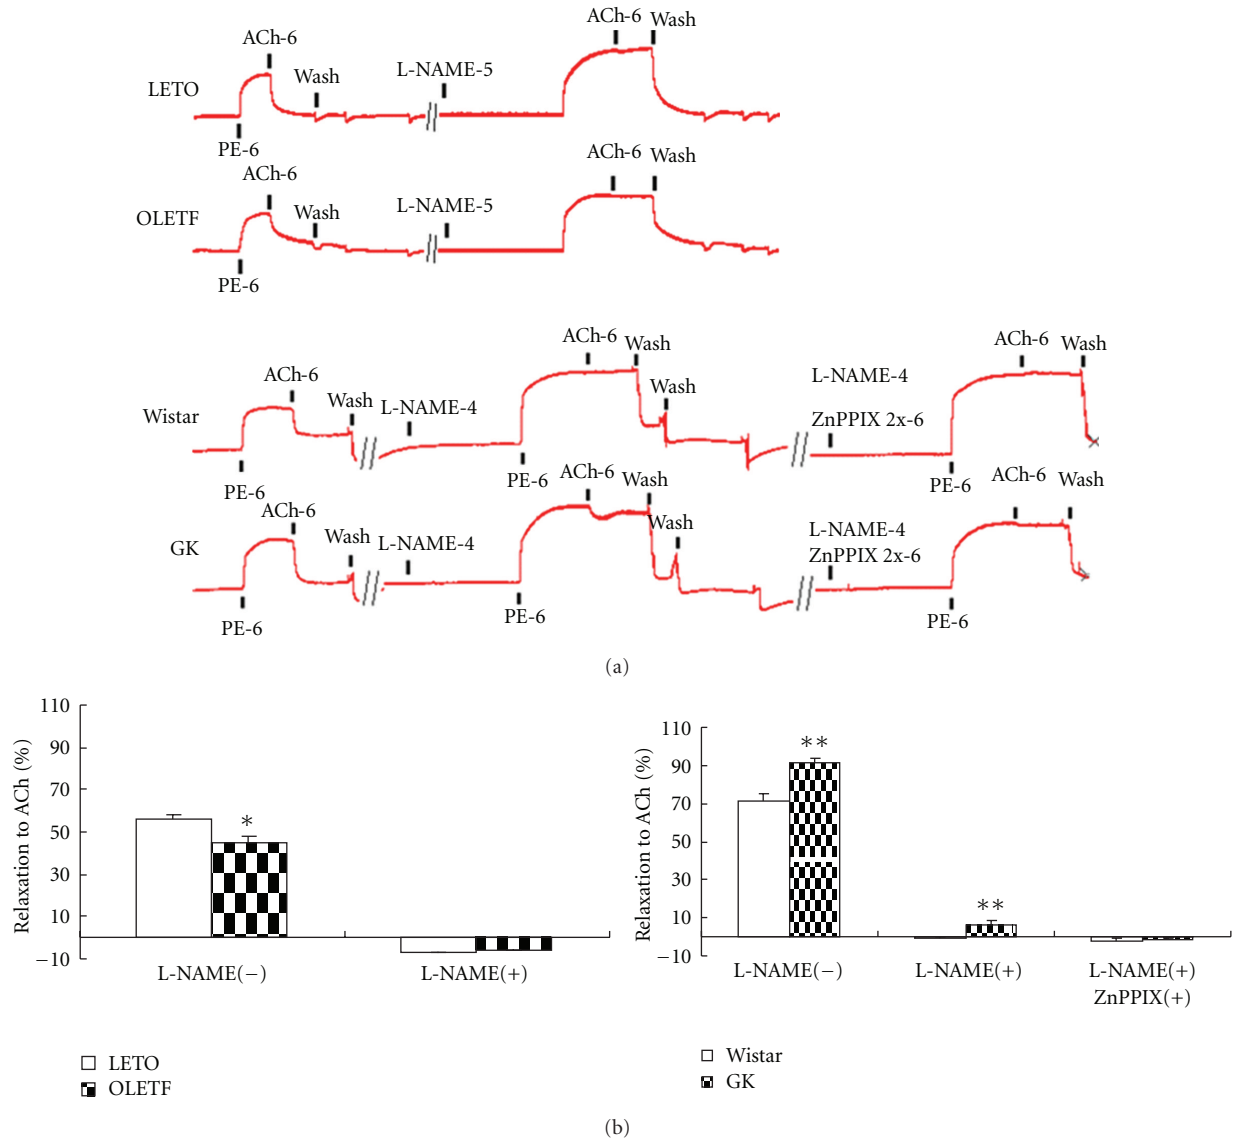 ACh-6 Wash
ACh-6
Wash L-NAME-5
LETO
PE-6
ACh-6 Wash
ACh-6
Wash L-NAME-5
OLETF
PE-6
ACh-6 Wash ACh-6 Wash
ACh-6 Wash L-NAME-4
Wistar Wash L-NAME-4 ZnPPIX 2x-6
PE-6 PE-6 PE-6
ACh-6 Wash ACh-6 Wash
ACh-6 Wash L-NAME-4
GK Wash L-NAME-4 ZnPPIX 2x-6
PE-6 PE-6 PE-6
(a)
Relaxation to ACh (%)
110
90
70
50
30
10
−10
*
L-NAME(−) L-NAME(+)
LETO
OLETF
Relaxation to ACh (%)
110
90
70
50
30
10
−10
**
**
L-NAME(−) L-NAME(+) L-NAME(+)
ZnPPIX(+)
Wistar
GK
(b)